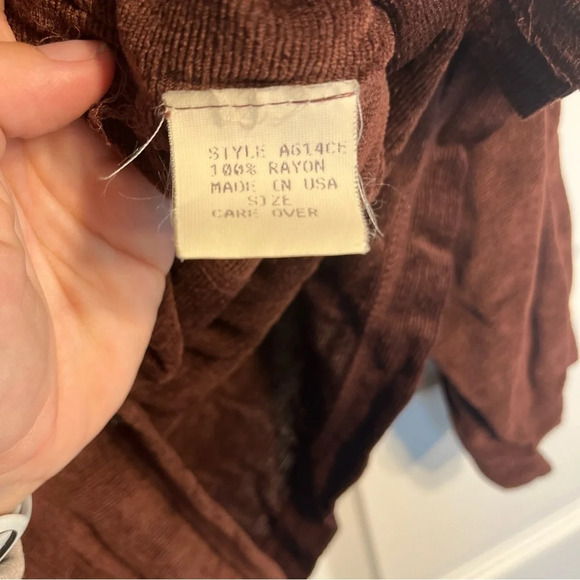 STYLE A614CE
100% RAYON
MADE IN USA
SIZE
CARE OVER